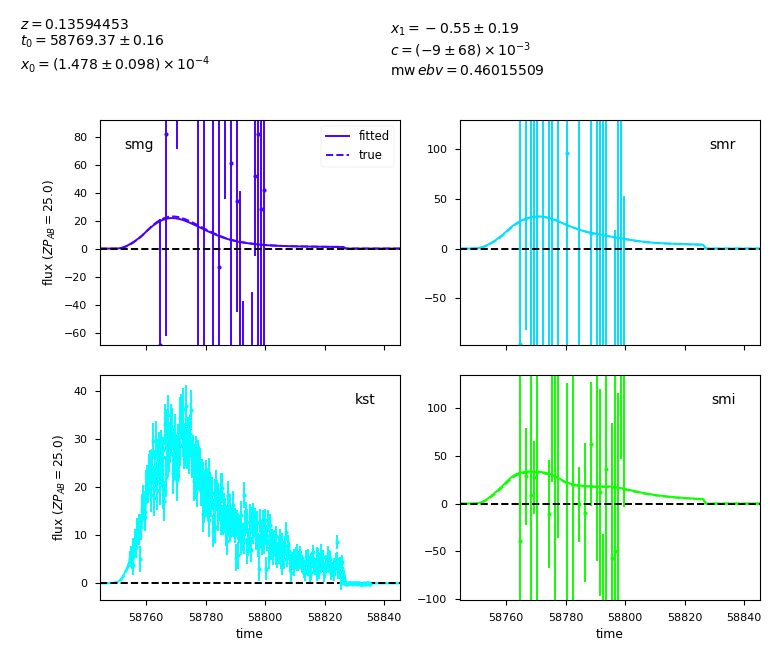 z = 0.13594453
t₀ = 58769.37 ± 0.16
x₀ = (1.478 ± 0.098) × 10⁻⁴
x₁ = −0.55 ± 0.19
c = (−9 ± 68) × 10⁻³
mw ebv = 0.46015509
smg
fitted
true
80
60
40
20
0
−20
−40
−60
flux (ZP_AB = 25.0)
smr
100
50
0
−50
kst
40
30
20
10
0
flux (ZP_AB = 25.0)
58760 58780 58800 58820 58840
time
smi
100
50
0
−50
−100
58760 58780 58800 58820 58840
time